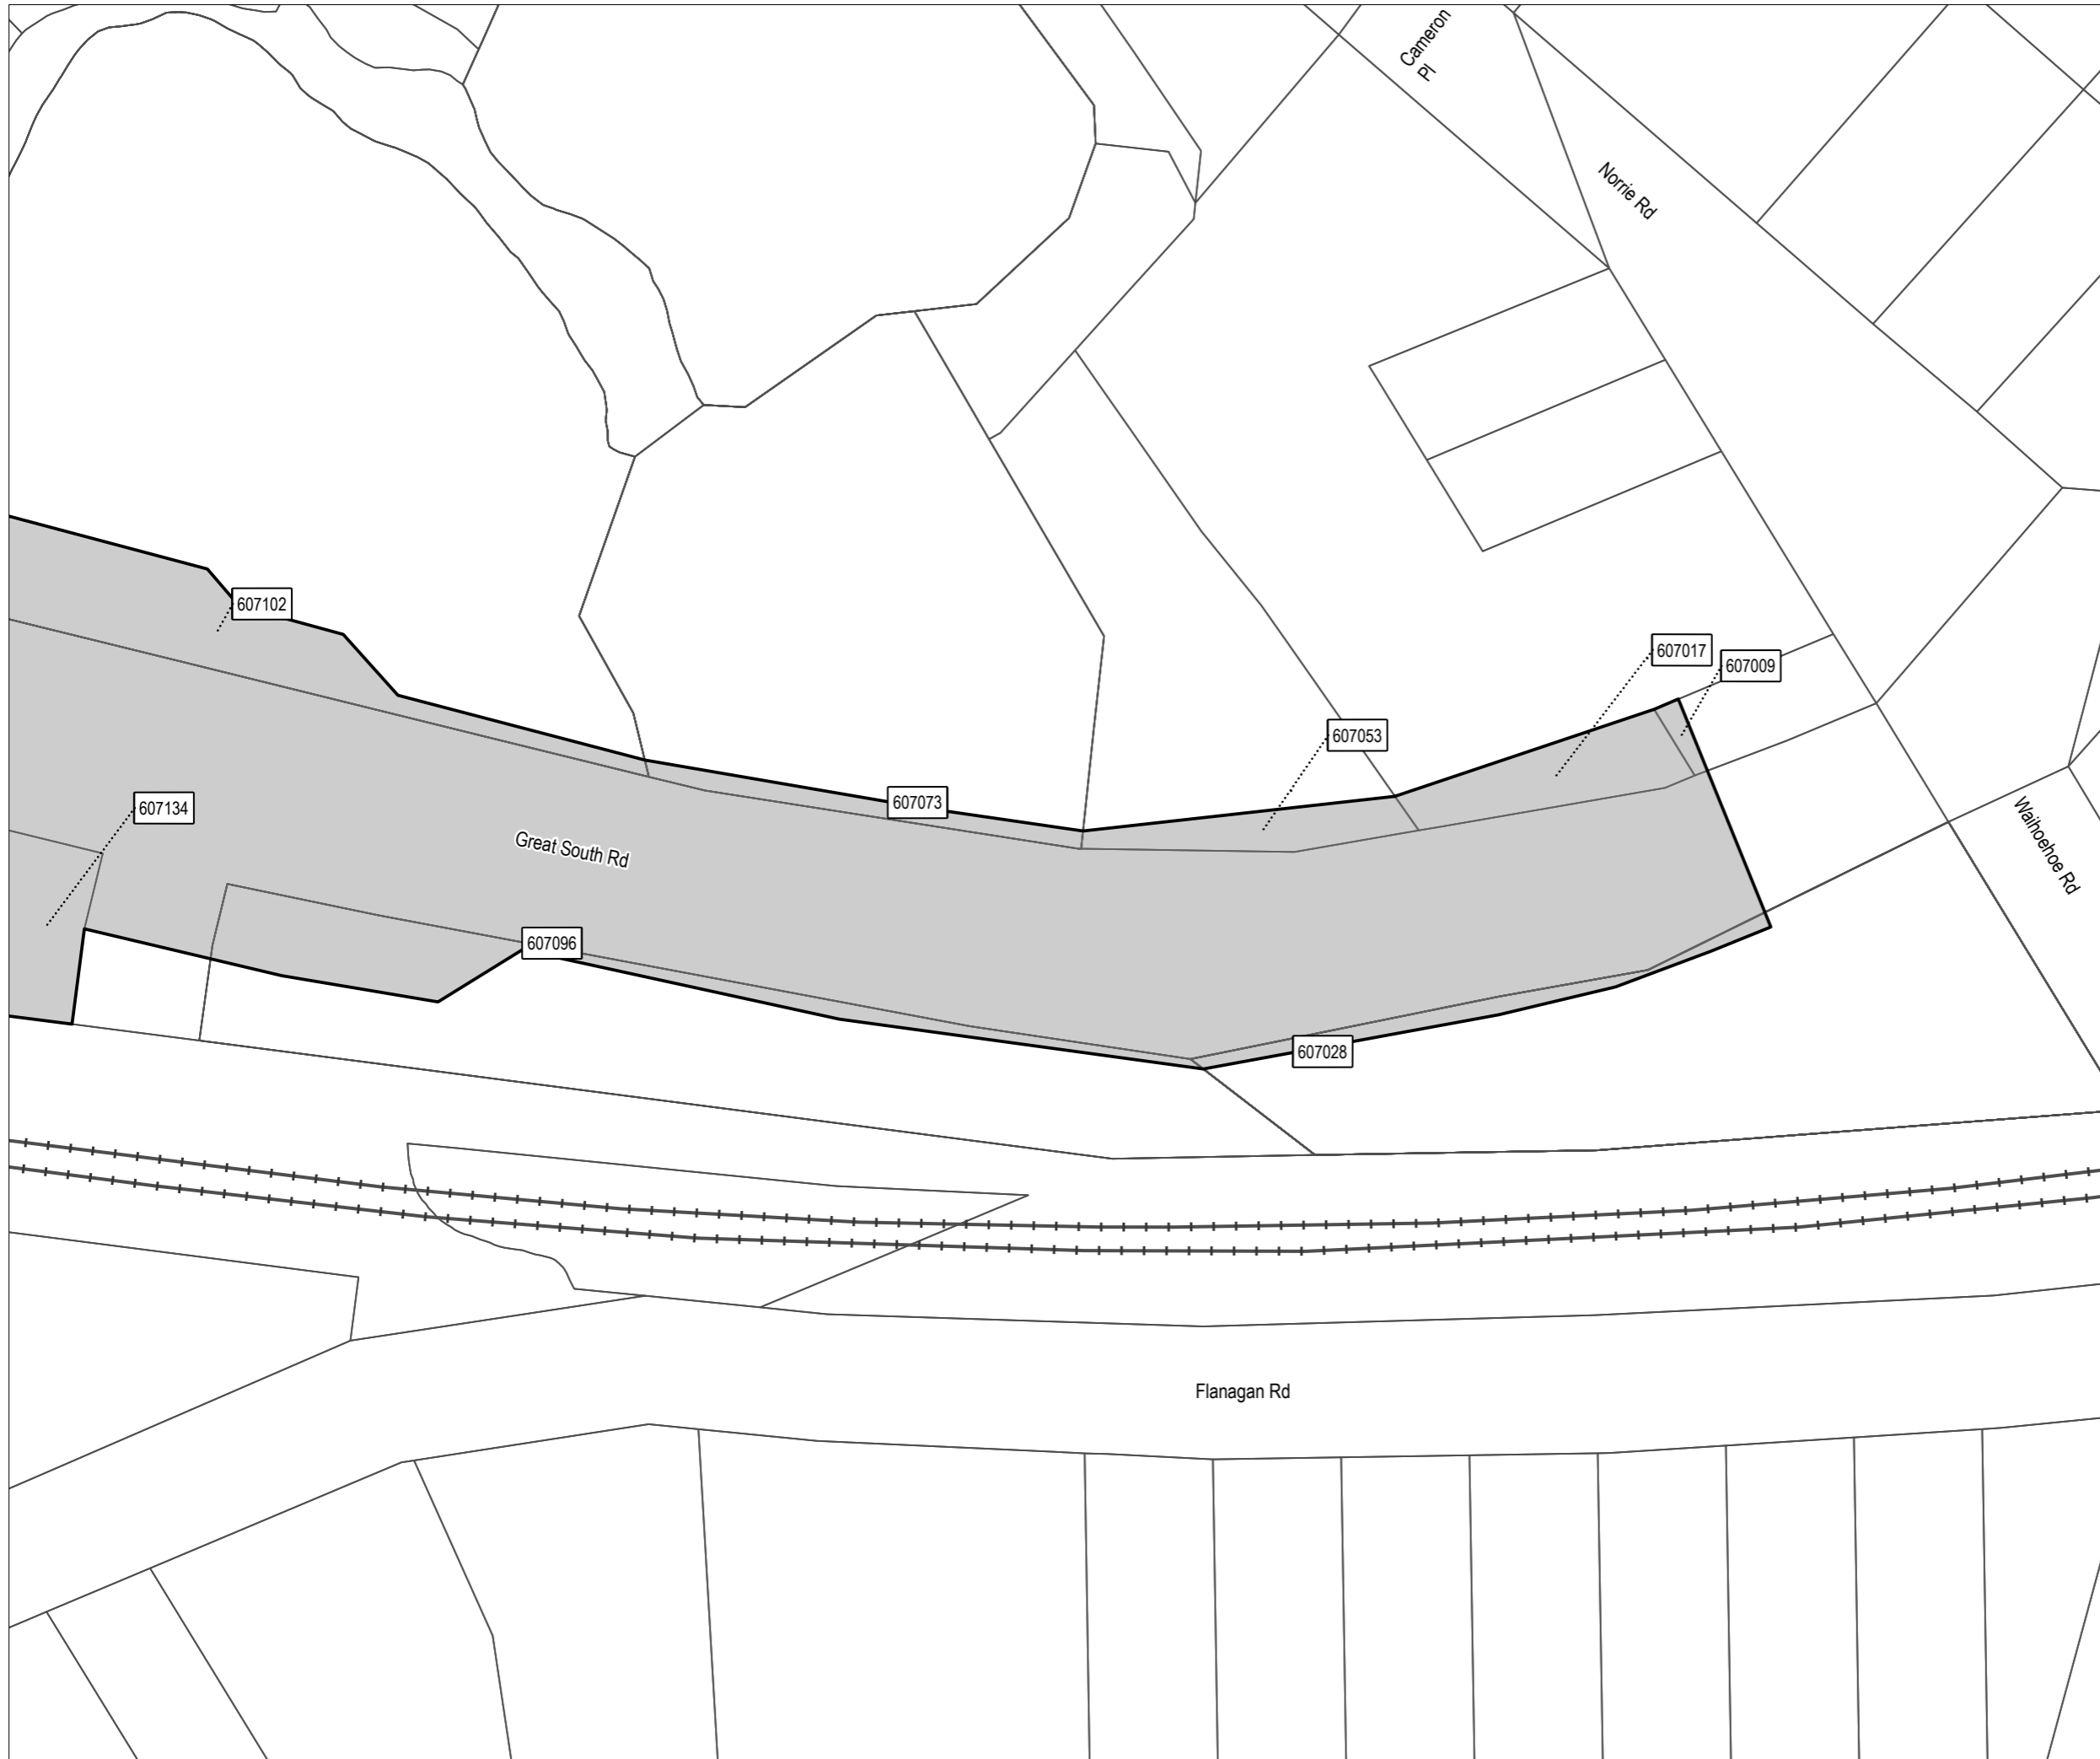 Cameron
Pl
Norrie Rd
607102
607017
607009
607053
607073
607134
Great South Rd
Waihoehoe Rd
607096
607028
Flanagan Rd